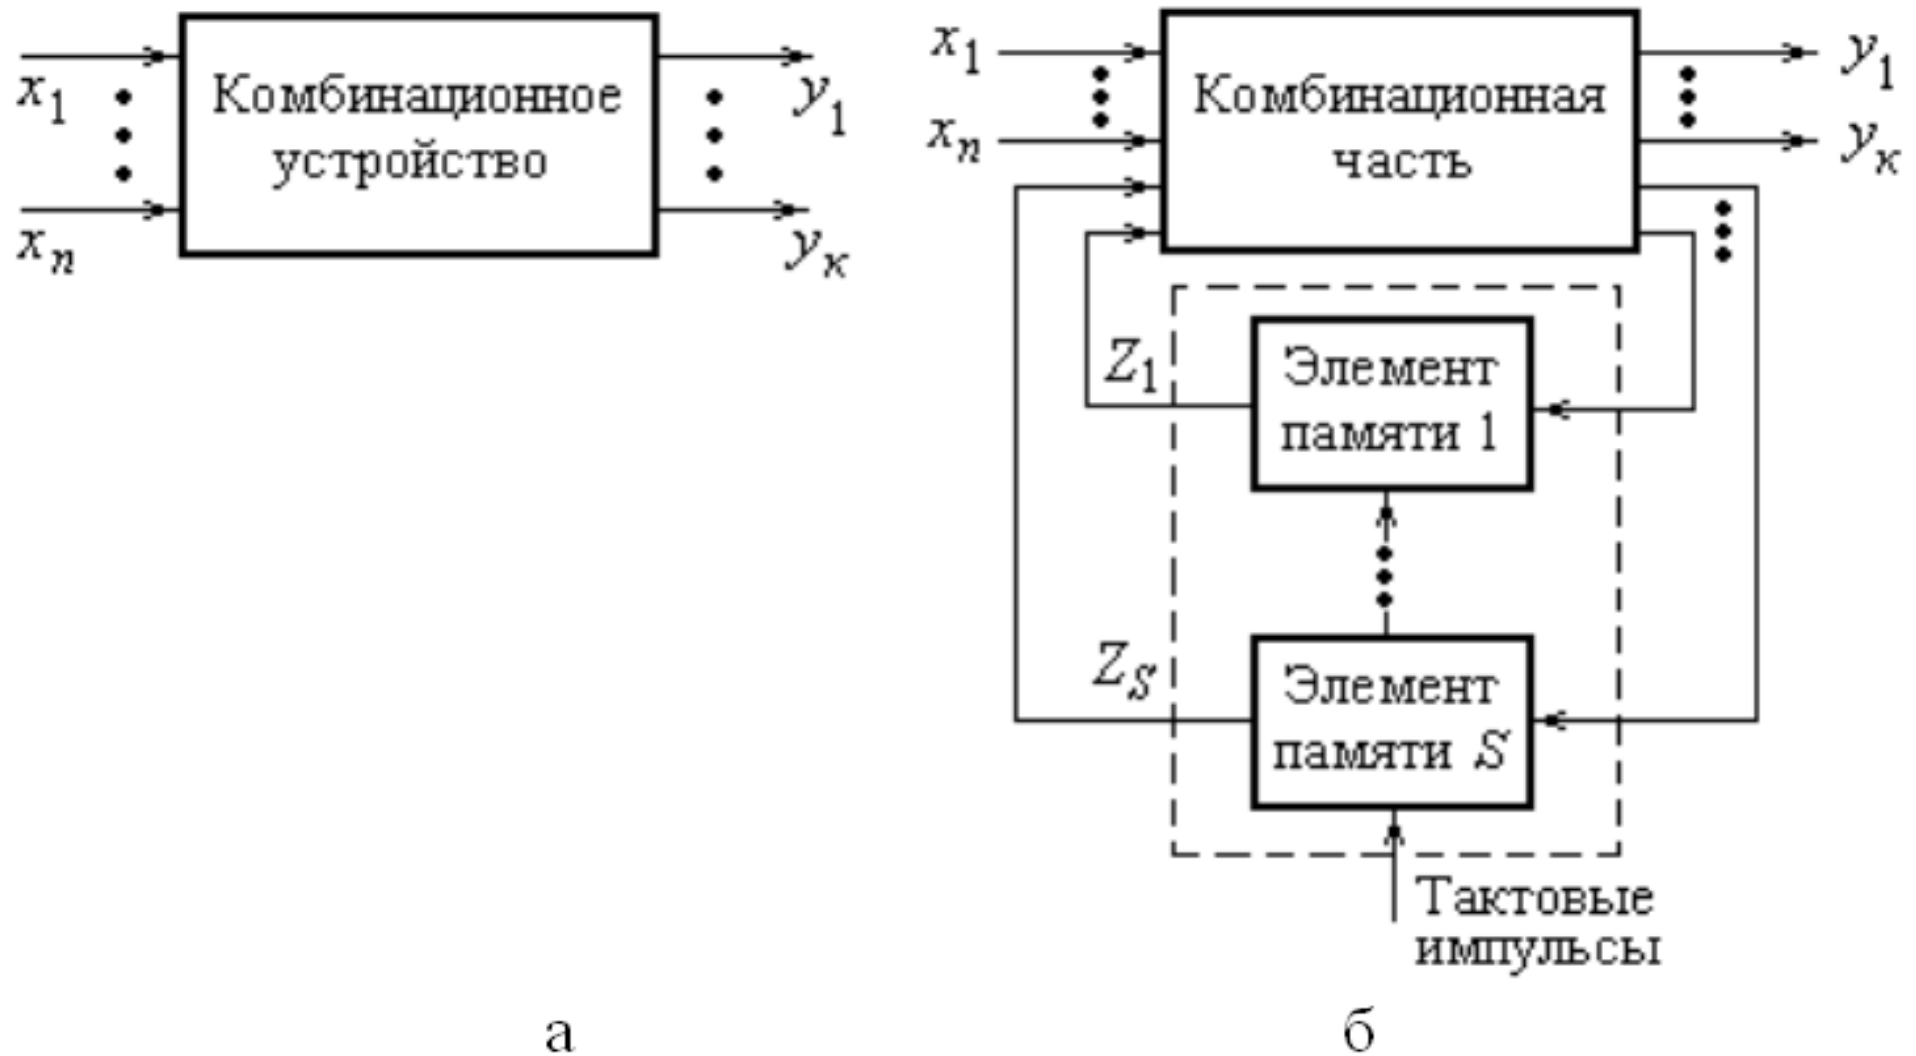 x1
Комбинационное
устройство
y1
xn
yк
x1
Комбинационная
часть
y1
xn
yк
Z1
Элемент
памяти 1
ZS
Элемент
памяти S
Тактовые
импульсы
а
б